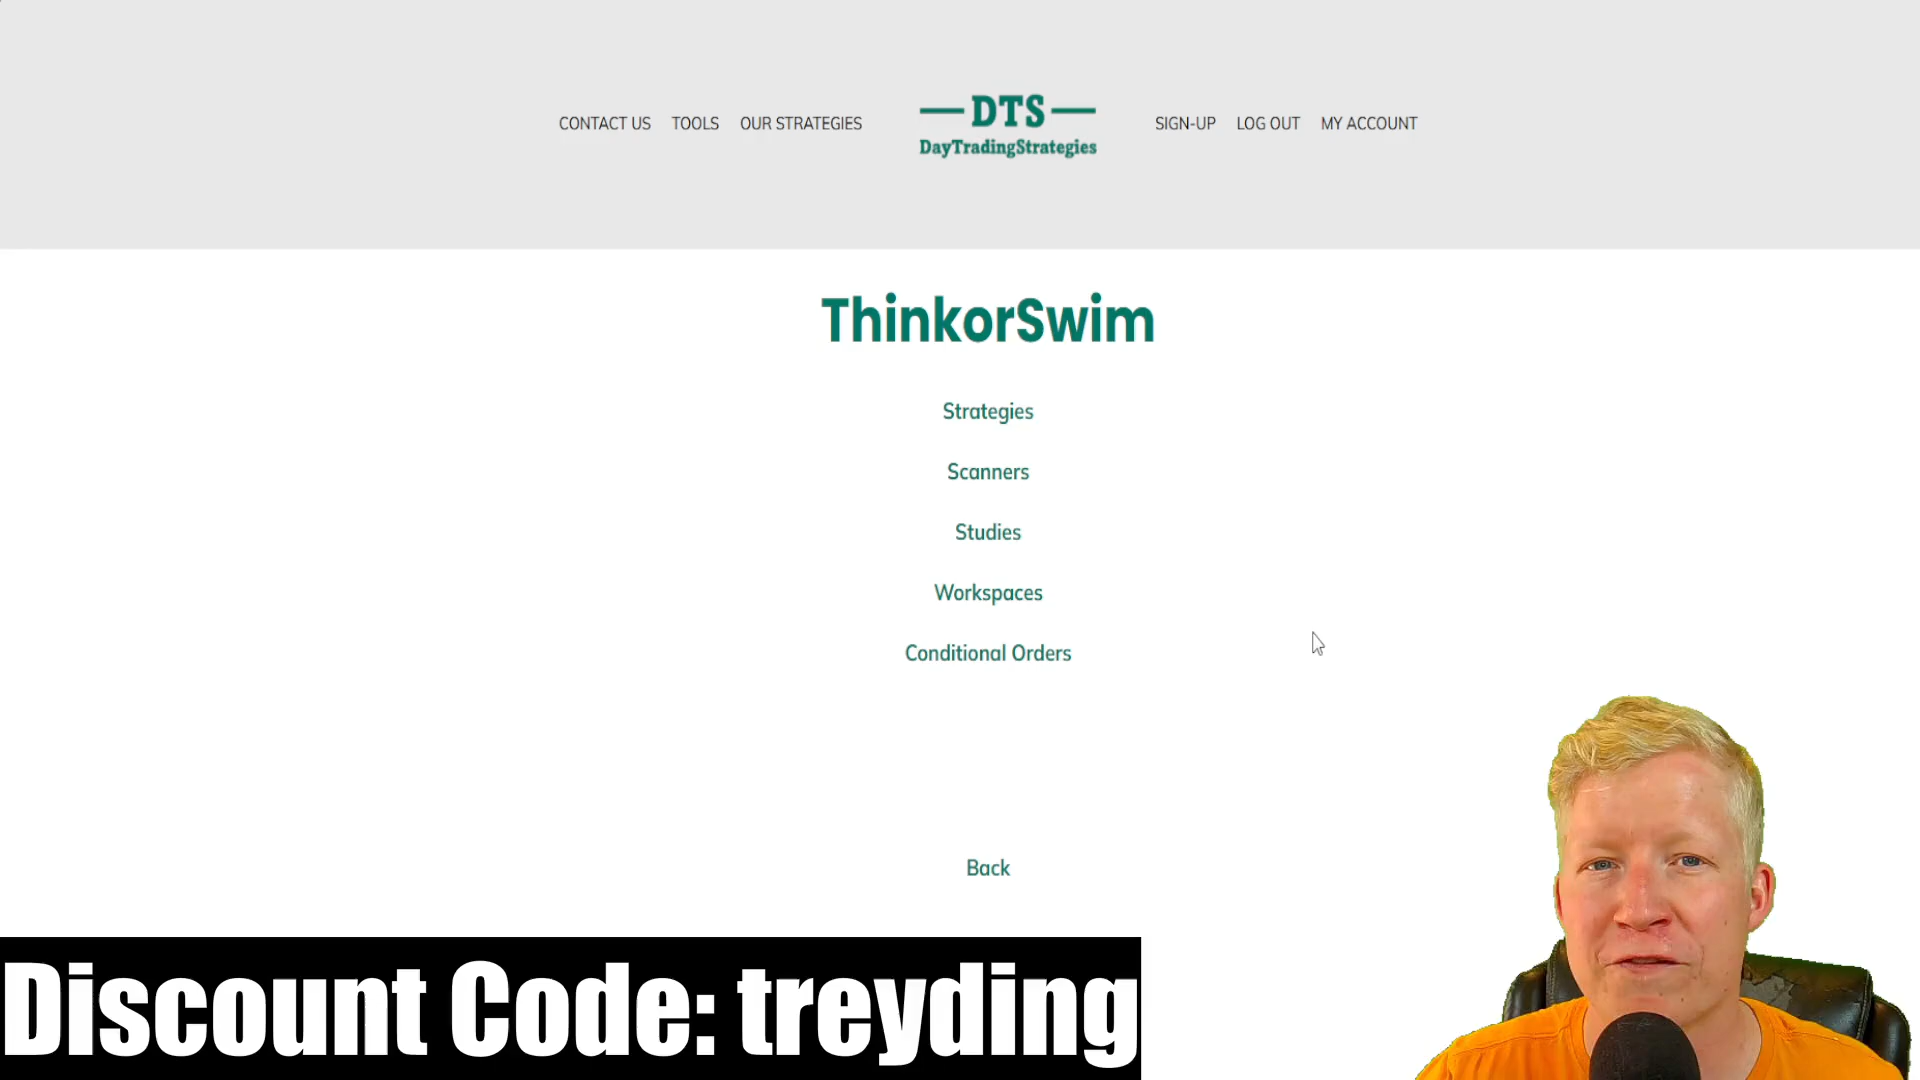 CONTACT US TOOLS OUR STRATEGIES
DTS
DayTradingStrategies
SIGN-UP LOG OUT MY ACCOUNT
ThinkorSwim
Strategies
Scanners
Studies
Workspaces
Conditional Orders
Back
Discount Code: treyding